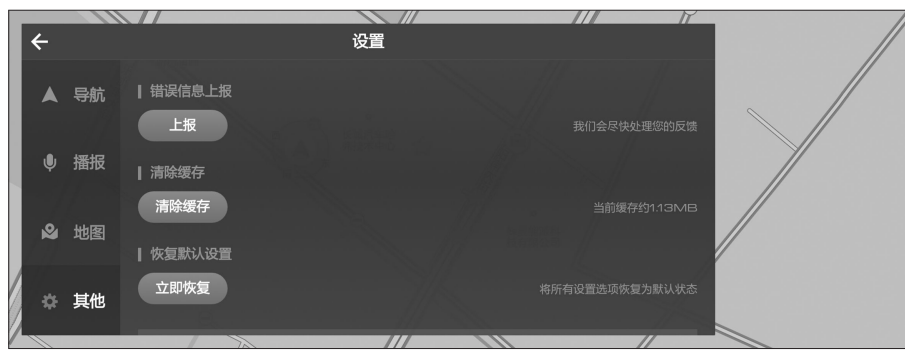 设置
导航
播报
地图
其他
错误信息上报
上报
我们会尽快处理您的反馈
清除缓存
清除缓存
当前缓存约1.13MB
恢复默认设置
立即恢复
将所有设置选项恢复为默认状态